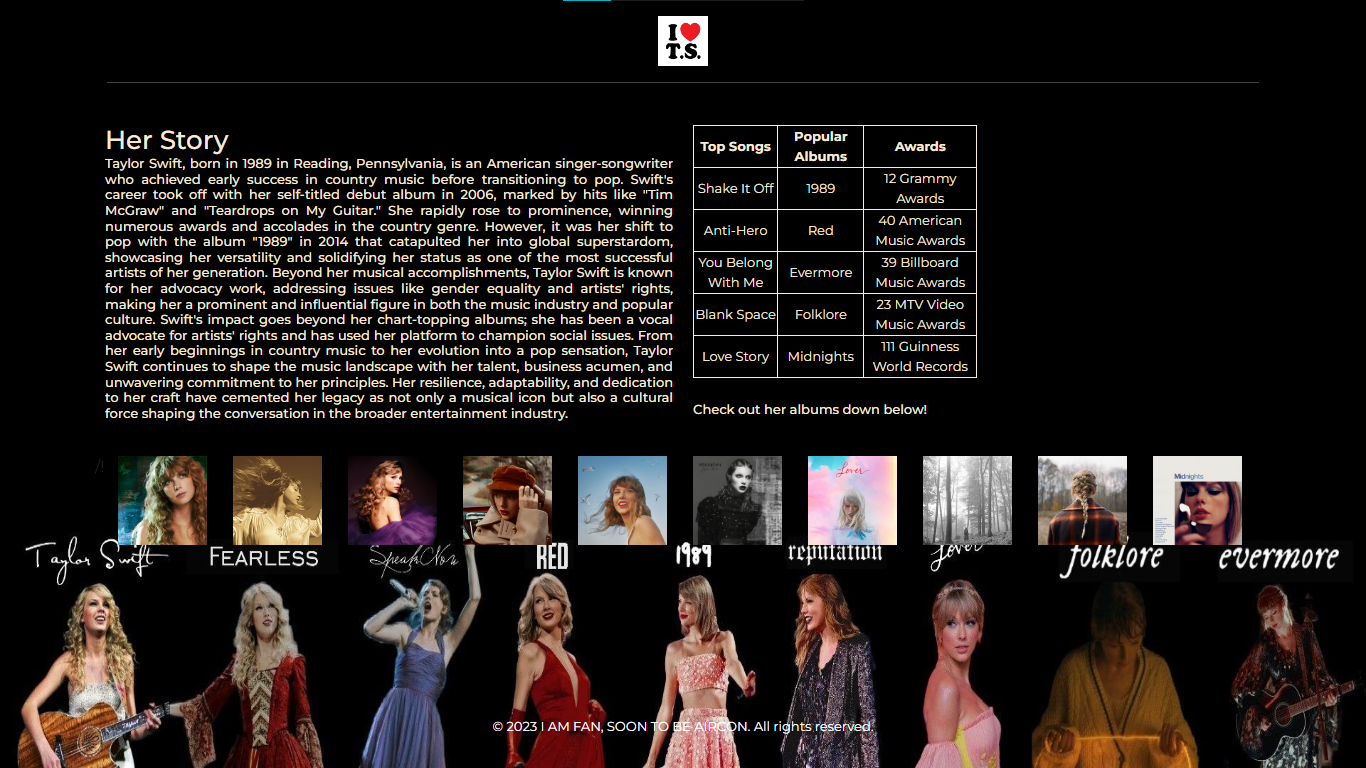 I ❤ T.S.
Her Story
Taylor Swift, born in 1989 in Reading, Pennsylvania, is an American singer-songwriter
who achieved early success in country music before transitioning to pop. Swift's
career took off with her self-titled debut album in 2006, marked by hits like "Tim
McGraw" and "Teardrops on My Guitar." She rapidly rose to prominence, winning
numerous awards and accolades in the country genre. However, it was her shift to
pop with the album "1989" in 2014 that catapulted her into global superstardom,
showcasing her versatility and solidifying her status as one of the most successful
artists of her generation. Beyond her musical accomplishments, Taylor Swift is known
for her advocacy work, addressing issues like gender equality and artists' rights,
making her a prominent and influential figure in both the music industry and popular
culture. Swift's impact goes beyond her chart-topping albums; she has been a vocal
advocate for artists' rights and has used her platform to champion social issues. From
her early beginnings in country music to her evolution into a pop sensation, Taylor
Swift continues to shape the music landscape with her talent, business acumen, and
unwavering commitment to her principles. Her resilience, adaptability, and dedication
to her craft have cemented her legacy as not only a musical icon but also a cultural
force shaping the conversation in the broader entertainment industry.
Top Songs Popular Albums Awards
Shake It Off 1989 12 Grammy Awards
Anti-Hero Red 40 American Music Awards
You Belong With Me Evermore 39 Billboard Music Awards
Blank Space Folklore 23 MTV Video Music Awards
Love Story Midnights 111 Guinness World Records
Check out her albums down below!
Lover
Midnights
Taylor Swift FEARLESS Speak Now RED 1989 reputation Lover folklore evermore
© 2023 I AM FAN, SOON TO BE AIRCON. All rights reserved.